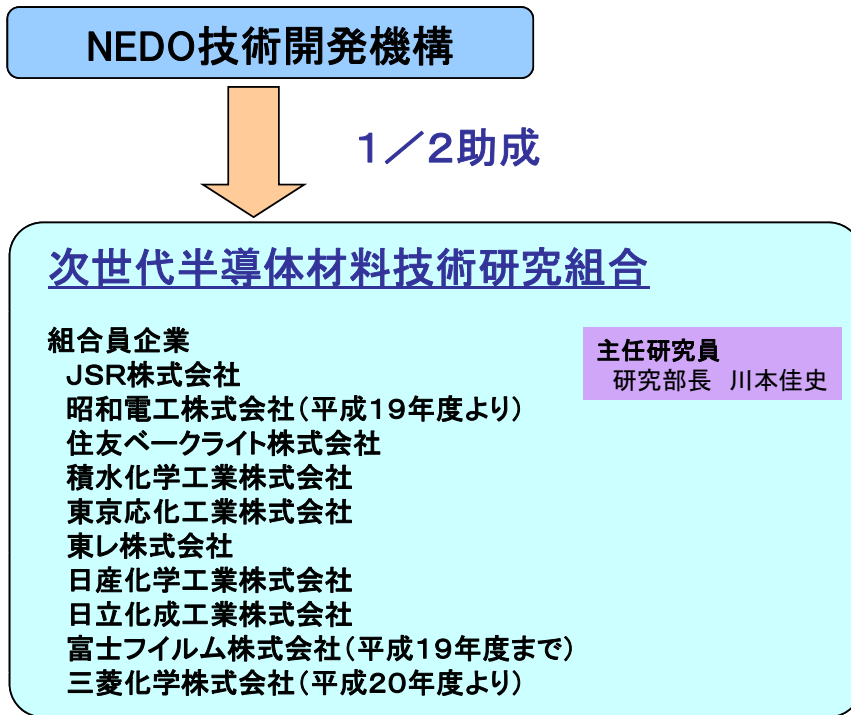 NEDO技術開発機構
1／2助成
次世代半導体材料技術研究組合
組合員企業
JSR株式会社
昭和電工株式会社（平成19年度より）
住友ベークライト株式会社
積水化学工業株式会社
東京応化工業株式会社
東レ株式会社
日産化学工業株式会社
日立化成工業株式会社
富士フイルム株式会社（平成19年度まで）
三菱化学株式会社（平成20年度より）
主任研究員
研究部長　川本佳史